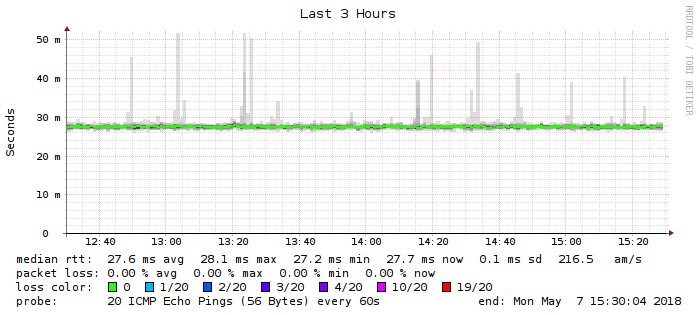 Last 3 Hours
RRDTOOL / TOBI OETIKER
Seconds
50 m
40 m
30 m
20 m
10 m
0
12:40 13:00 13:20 13:40 14:00 14:20 14:40 15:00 15:20
median rtt: 27.6 ms avg 28.1 ms max 27.2 ms min 27.7 ms now 0.1 ms sd 216.5 am/s
packet loss: 0.00 % avg 0.00 % max 0.00 % min 0.00 % now
loss color: 0 1/20 2/20 3/20 4/20 10/20 19/20
probe: 20 ICMP Echo Pings (56 Bytes) every 60s end: Mon May 7 15:30:04 2018